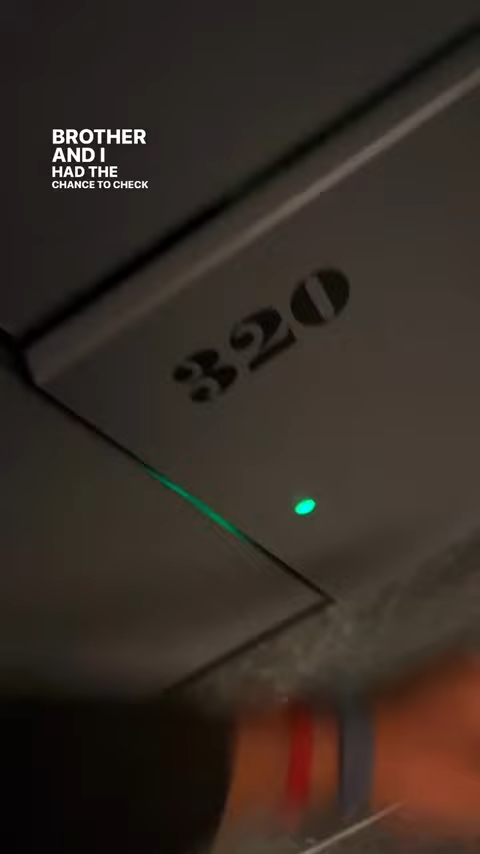 BROTHER
AND I
HAD THE
CHANCE TO CHECK
320